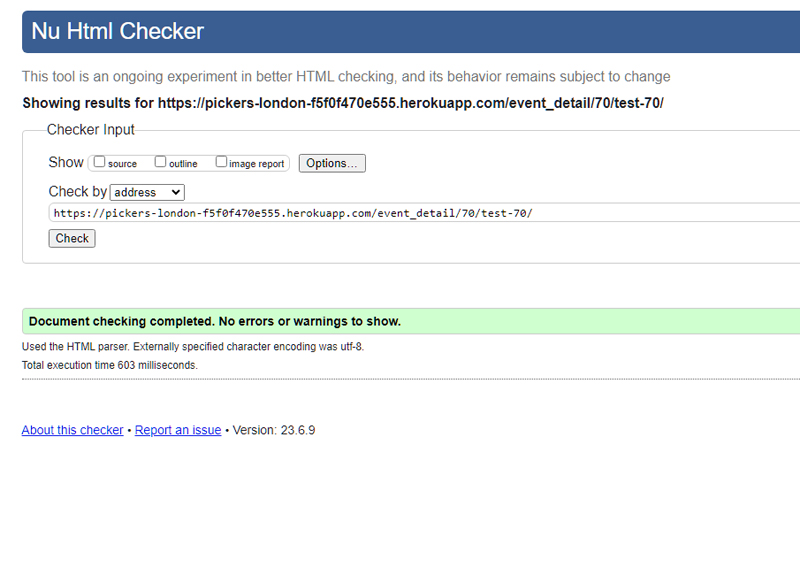 Nu Html Checker
This tool is an ongoing experiment in better HTML checking, and its behavior remains subject to change
Showing results for https://pickers-london-f5f0f470e555.herokuapp.com/event_detail/70/test-70/
Checker Input
Show source outline image report Options...
Check by address
https://pickers-london-f5f0f470e555.herokuapp.com/event_detail/70/test-70/
Check
Document checking completed. No errors or warnings to show.
Used the HTML parser. Externally specified character encoding was utf-8.
Total execution time 603 milliseconds.
About this checker • Report an issue • Version: 23.6.9